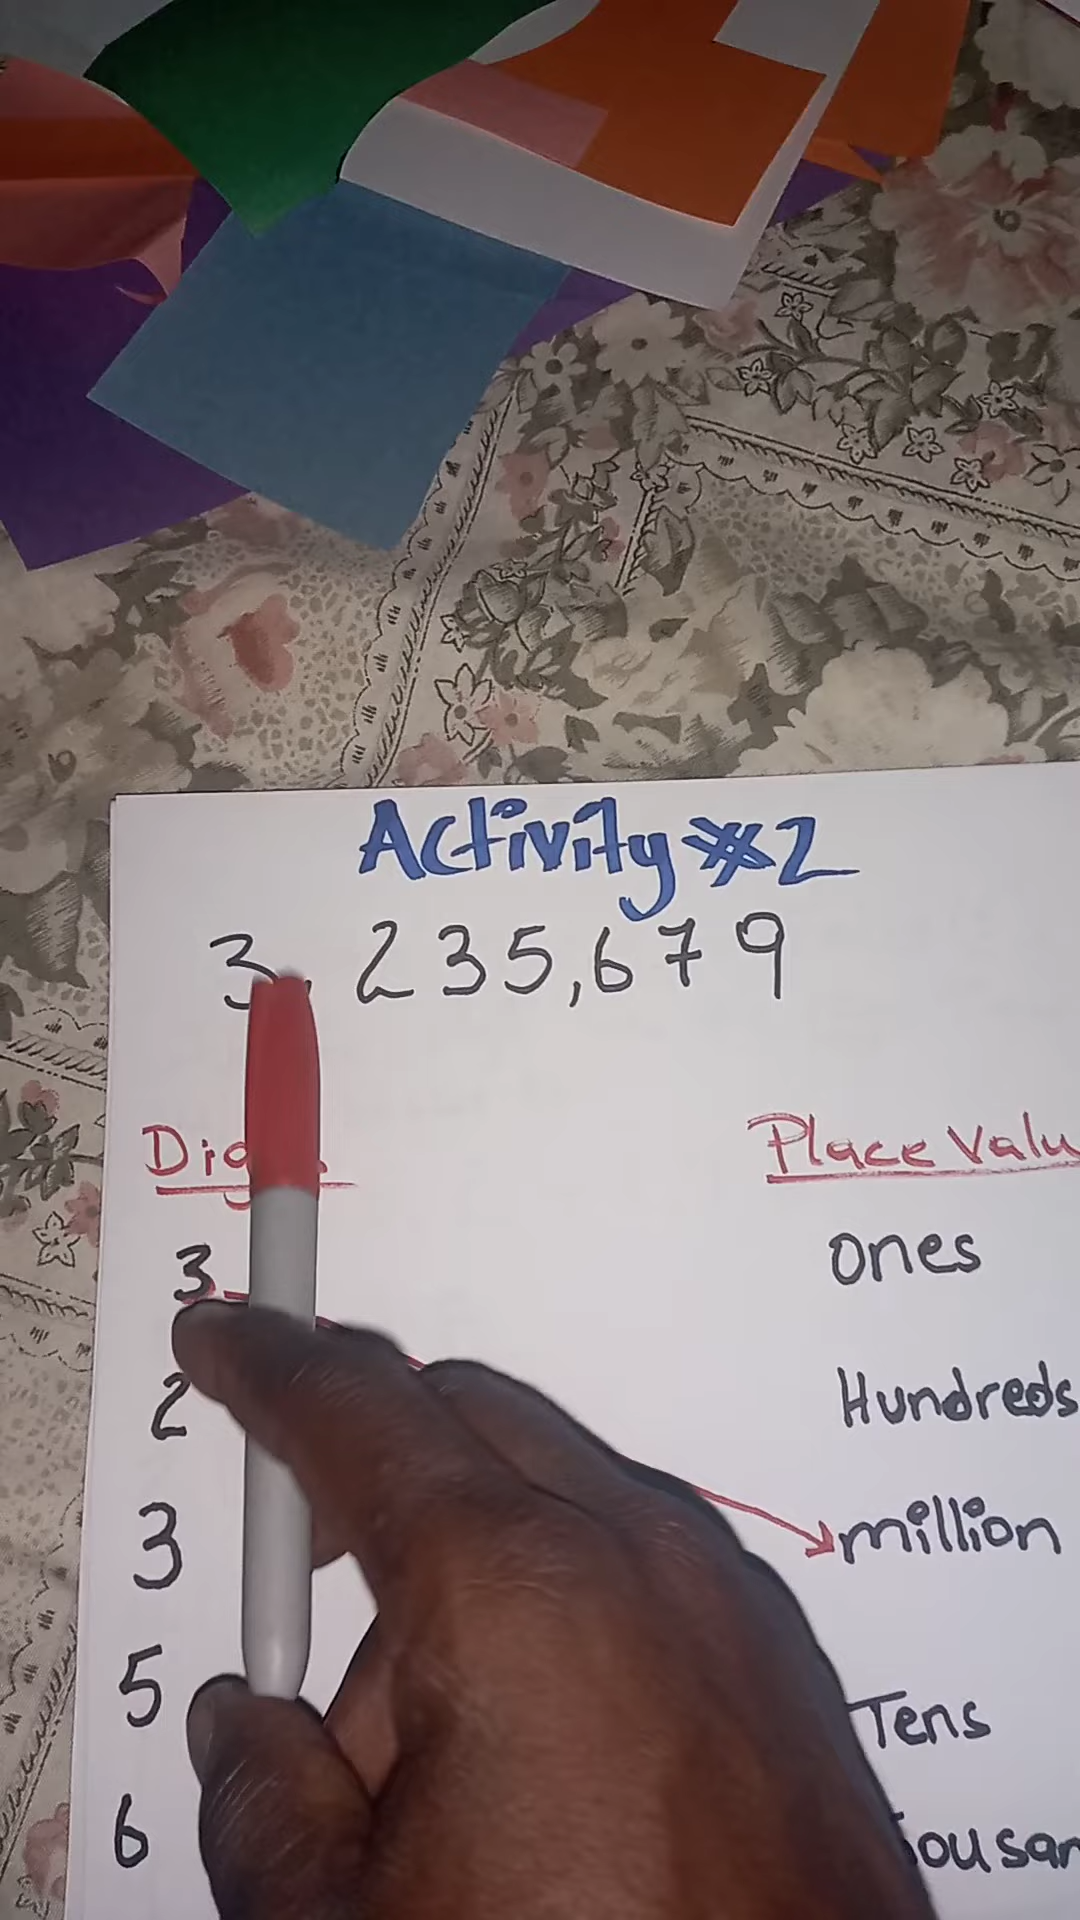 Activity #2
3, 235,679
Place Valu
3
ones
2
Hundreds
3
million
5
Tens
6